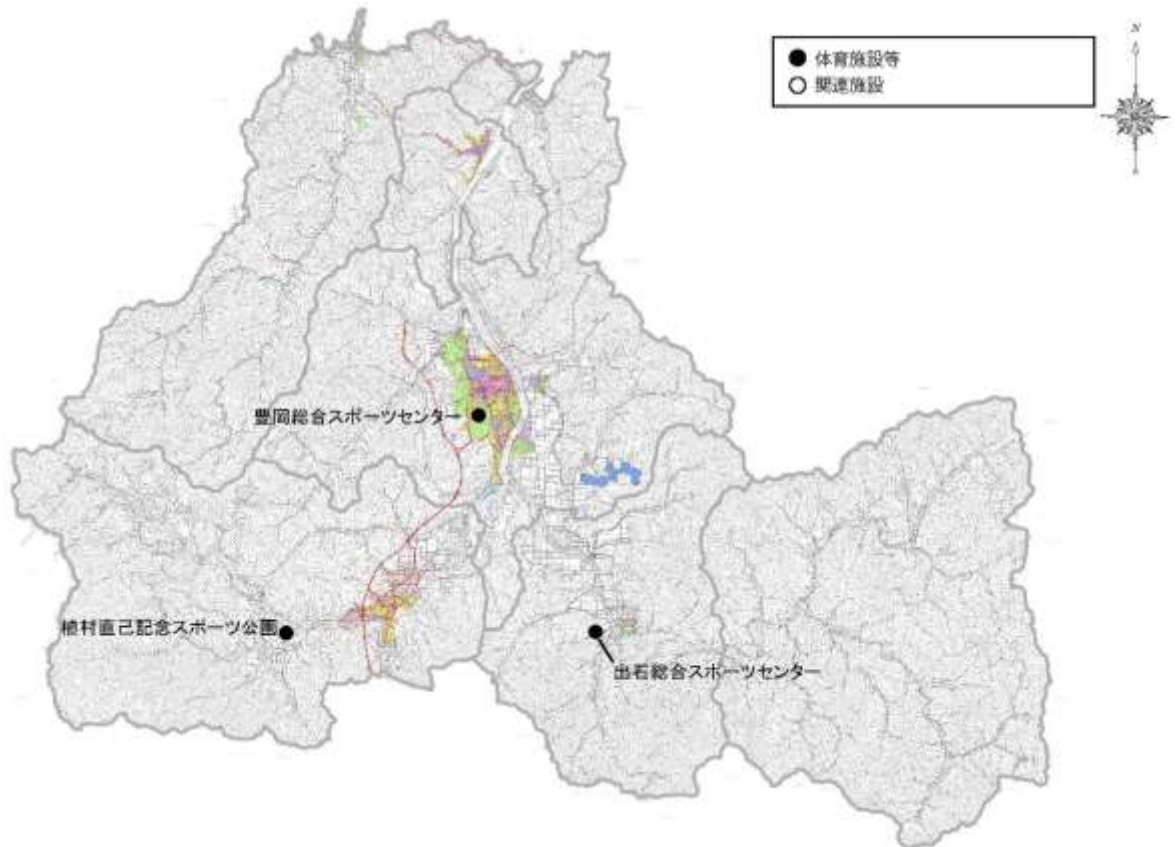 体育施設等
関連施設
N
豊岡総合スポーツセンター
植村直己記念スポーツ公園
出石総合スポーツセンター